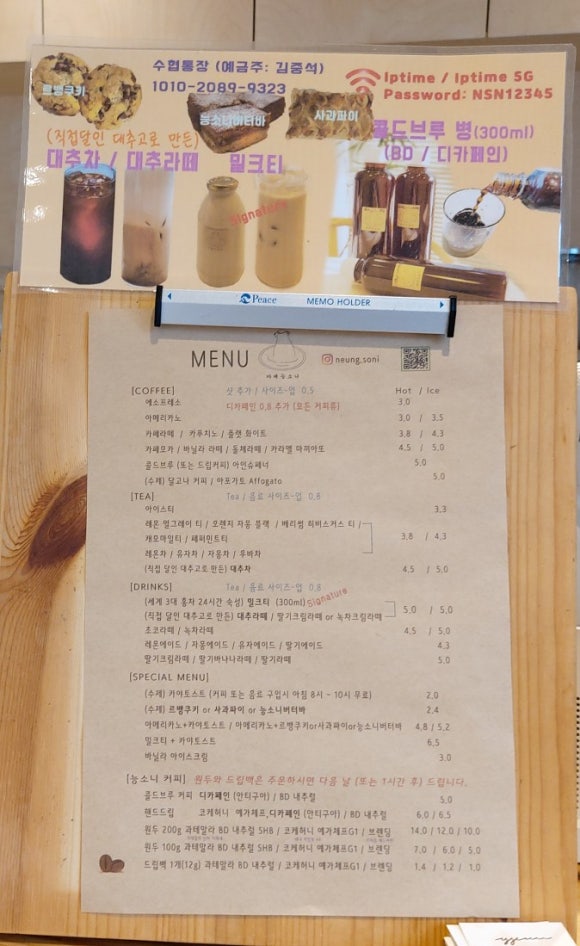 르뱅쿠키
수협통장 (예금주: 김중석)
1010-2089-9323
능소니버터바
사과파이
Iptime / Iptime 5G
Password: NSN12345
(직접달인 대추고로 만든)
대추차 / 대추라떼
밀크티
Signature
콜드브루 병(300ml)
(BD / 디카페인)
Peace MEMO HOLDER
MENU
카페능소니
neung.soni
[COFFEE] 샷 추가 / 사이즈-업 0,5 Hot / Ice
에소프레소 디카페인 0,8 추가 (모든 커피류) 3,0
아메리카노 3,0 / 3,5
카페라떼 / 카푸치노 / 플랫 화이트 3,8 / 4,3
카페모카 / 바닐라 라떼 / 돌체라떼 / 카라멜 마끼아또 4,5 / 5,0
콜드브루 (또는 드립커피) 아인슈페너 5,0
(수제) 달고나 커피 / 아포가토 Affogato 5,0
[TEA] Tea / 음료 사이즈-업 0,8
아이스티 3,3
레몬 얼그레이 티 / 오렌지 자몽 블랙 / 베리썸 히비스커스 티 /
캐모마일티 / 페퍼민트티 3,8 / 4,3
레몬차 / 유자차 / 자몽차 / 루바차
(직접 달인 대추고로 만든) 대추차 4,5 / 5,0
[DRINKS] Tea / 음료 사이즈-업 0,8
(세계 3대 홍차 24시간 숙성) 밀크티 (300ml) Signature
(직접 달인 대추고로 만든) 대추라떼 / 딸기크림라떼 or 녹차크림라떼 5,0 / 5,0
초코라떼 / 녹차라떼 4,5 / 5,0
레몬에이드 / 자몽에이드 / 유자에이드 / 딸기에이드 4,3
딸기크림라떼 / 딸기바나나라떼 / 딸기라떼 5,0
[SPECIAL MENU]
(수제) 카야토스트 (커피 또는 음료 구입시 아침 8시 ~ 10시 무료) 2,0
(수제) 르뱅쿠키 or 사과파이 or 능소니버터바 2,4
아메리카노+카야토스트 / 아메리카노+르뱅쿠키or사과파이or능소니버터바 4,8 / 5,2
밀크티 + 카야토스트 6,5
바닐라 아이스크림 3,0
[능소니 커피] 원두와 드립백은 주문하시면 다음 날 (또는 1시간 후) 드립니다.
콜드브루 커피 디카페인 (안티구아) / BD 내추럴 5,0
핸드드립 코케허니 예가체프,디카페인 (안티구아) / BD 내추럴 6,0 / 6,5
원두 200g 과테말라 BD 내추럴 SHB / 코케허니 예가체프G1 / 브렌딩 14,0 / 12,0 / 10,0
원두 100g 과테말라 BD 내추럴 SHB / 코케허니 예가체프G1 / 브렌딩 7,0 / 6,0 / 5,0
드립백 1개(12g) 과테말라 BD 내추럴 / 코케허니 예가체프G1 / 브렌딩 1,4 / 1,2 / 1,0